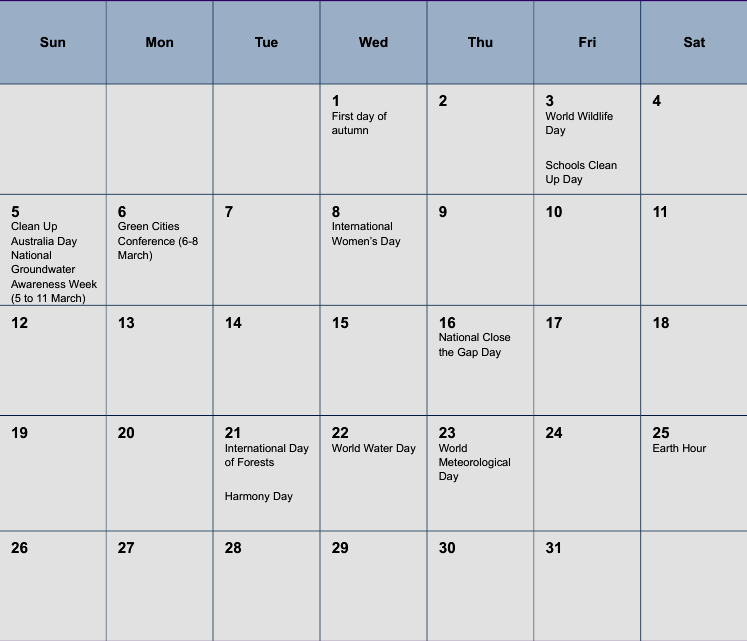 Sun Mon Tue Wed Thu Fri Sat
1
First day of
autumn
2
3
World Wildlife
Day
Schools Clean
Up Day
4
5
Clean Up
Australia Day
National
Groundwater
Awareness Week
(5 to 11 March)
6
Green Cities
Conference (6-8
March)
7
8
International
Women’s Day
9
10
11
12
13
14
15
16
National Close
the Gap Day
17
18
19
20
21
International Day
of Forests
Harmony Day
22
World Water Day
23
World
Meteorological
Day
24
25
Earth Hour
26
27
28
29
30
31